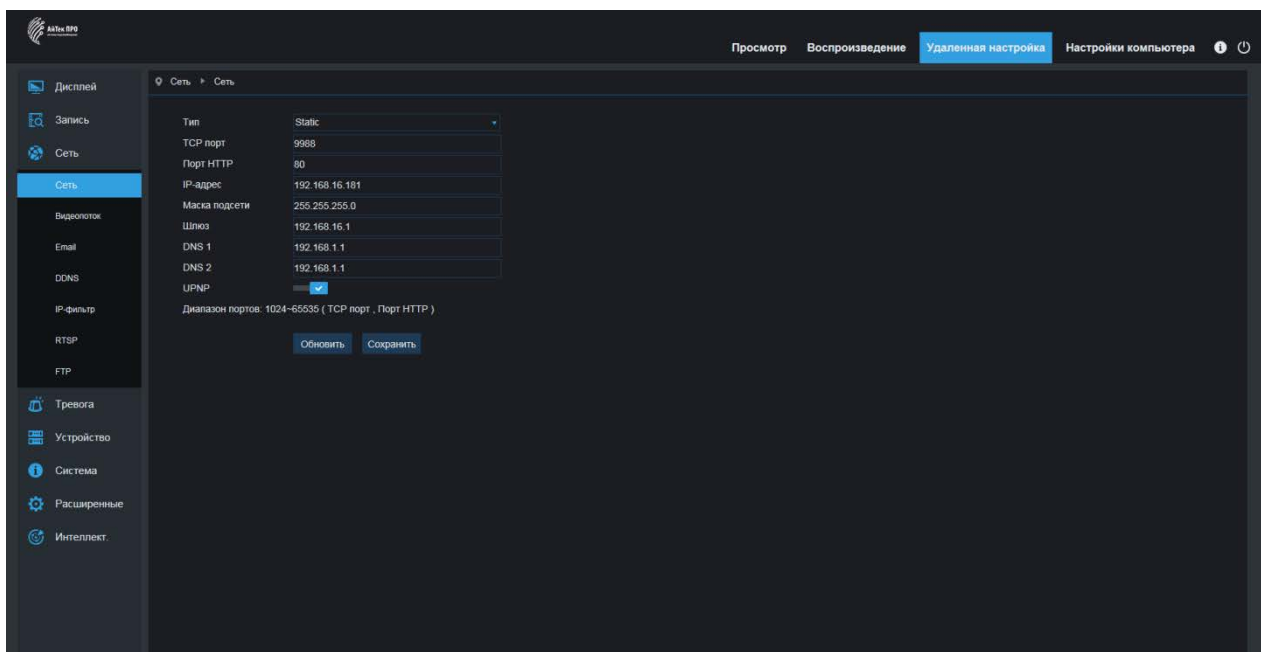 АйТек ПРО
Просмотр Воспроизведение Удаленная настройка Настройки компьютера
Сеть Сеть
Дисплей
Запись
Сеть
Сеть
Видеопоток
Email
DDNS
IP-фильтр
RTSP
FTP
Тревога
Устройство
Система
Расширенные
Интеллект.
Тип Static
TCP порт 9988
Порт HTTP 80
IP-адрес 192.168.16.181
Маска подсети 255.255.255.0
Шлюз 192.168.16.1
DNS 1 192.168.1.1
DNS 2 192.168.1.1
UPNP
Диапазон портов: 1024~65535 ( TCP порт , Порт HTTP )
Обновить Сохранить